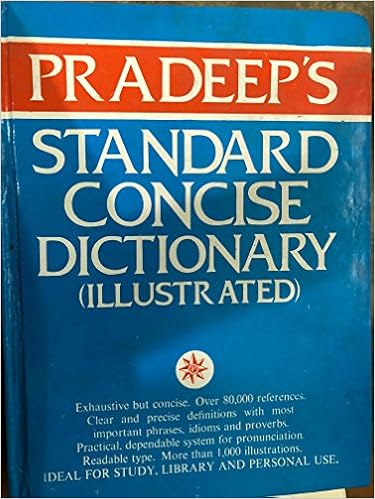 PRADEEP'S
STANDARD
CONCISE
DICTIONARY
(ILLUSTRATED)
Exhaustive but concise. Over 80,000 references.
Clear and precise definitions with most
important phrases, idioms and proverbs.
Practical, dependable system for pronunciation.
Readable type. More than 1,000 illustrations.
IDEAL FOR STUDY, LIBRARY AND PERSONAL USE.